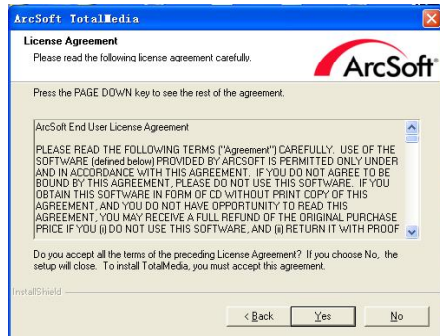 ArcSoft TotalMedia
License Agreement
Please read the following license agreement carefully.
ArcSoft®
Press the PAGE DOWN key to see the rest of the agreement.
ArcSoft End User License Agreement
PLEASE READ THE FOLLOWING TERMS ("Agreement") CAREFULLY. USE OF THE
SOFTWARE (defined below) PROVIDED BY ARCSOFT IS PERMITTED ONLY UNDER
AND IN ACCORDANCE WITH THIS AGREEMENT. IF YOU DO NOT AGREE TO BE
BOUND BY THIS AGREEMENT, PLEASE DO NOT USE THIS SOFTWARE. IF YOU
OBTAIN THIS SOFTWARE IN FORM OF CD WITHOUT PRINT COPY OF THIS
AGREEMENT, AND YOU DO NOT HAVE OPPORTUNITY TO READ THIS
AGREEMENT, YOU MAY RECEIVE A FULL REFUND OF THE ORIGINAL PURCHASE
PRICE IF YOU (i) DO NOT USE THIS SOFTWARE, AND (ii) RETURN IT WITH PROOF
Do you accept all the terms of the preceding License Agreement? If you choose No, the
setup will close. To install TotalMedia, you must accept this agreement.
InstallShield
< Back Yes No